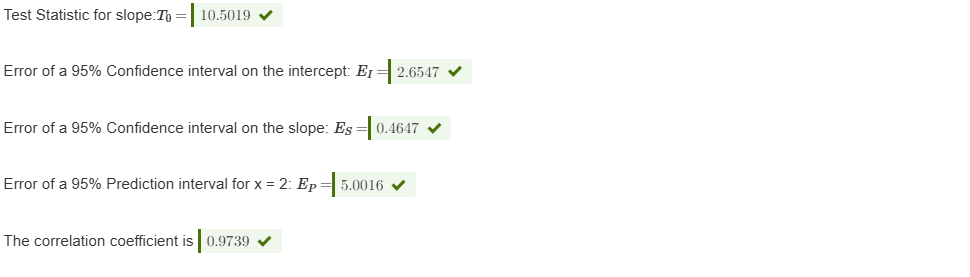 Test Statistic for slope:T₀ = 10.5019 ✔
Error of a 95% Confidence interval on the intercept: E_I = 2.6547 ✔
Error of a 95% Confidence interval on the slope: E_S = 0.4647 ✔
Error of a 95% Prediction interval for x = 2: E_P = 5.0016 ✔
The correlation coefficient is 0.9739 ✔